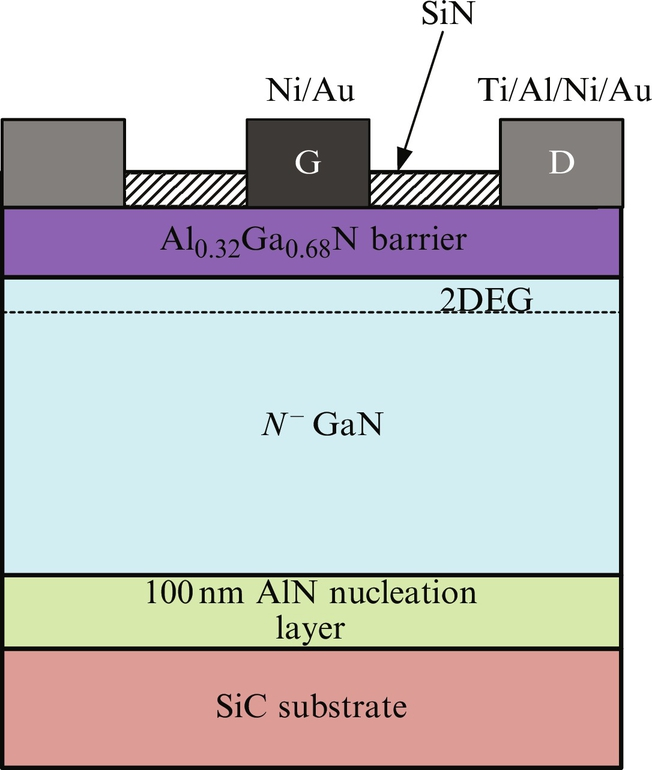 SiN
Ni/Au
Ti/Al/Ni/Au
G
D
Al₀.₃₂Ga₀.₆₈N barrier
2DEG
N⁻ GaN
100 nm AlN nucleation
layer
SiC substrate